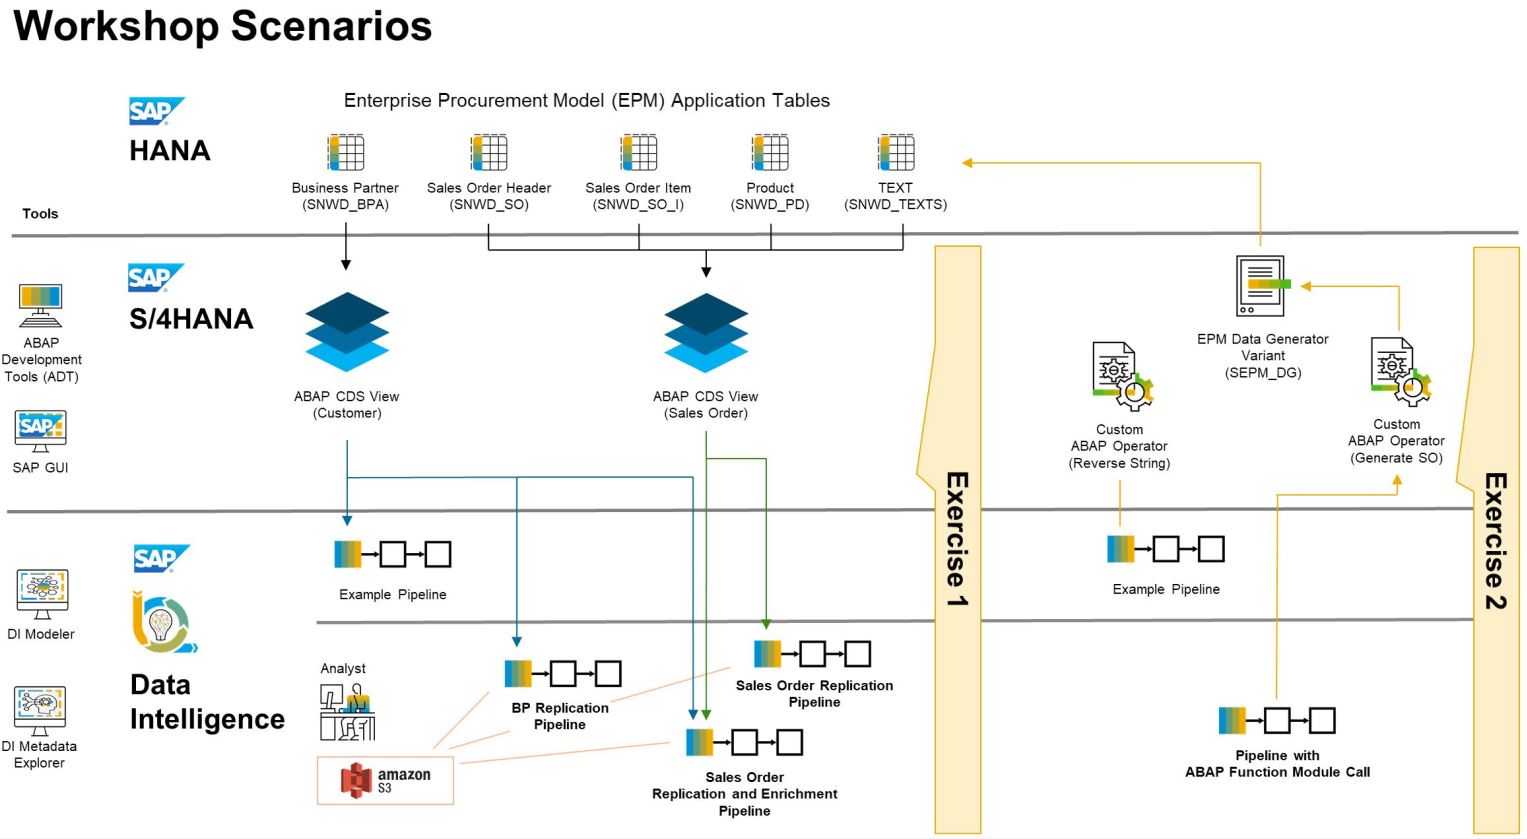 Workshop Scenarios
SAP
HANA
Enterprise Procurement Model (EPM) Application Tables
Business Partner
(SNWD_BPA)
Sales Order Header
(SNWD_SO)
Sales Order Item
(SNWD_SO_I)
Product
(SNWD_PD)
TEXT
(SNWD_TEXTS)
Tools
SAP
S/4HANA
ABAP
Development
Tools (ADT)
SAP
SAP GUI
ABAP CDS View
(Customer)
ABAP CDS View
(Sales Order)
Exercise 1
Custom
ABAP Operator
(Reverse String)
EPM Data Generator
Variant
(SEPM_DG)
Custom
ABAP Operator
(Generate SO)
Exercise 2
SAP
Data
Intelligence
DI Modeler
DI Metadata
Explorer
Example Pipeline
Example Pipeline
Analyst
BP Replication
Pipeline
Sales Order Replication
Pipeline
amazon
S3
Sales Order
Replication and Enrichment
Pipeline
Pipeline with
ABAP Function Module Call